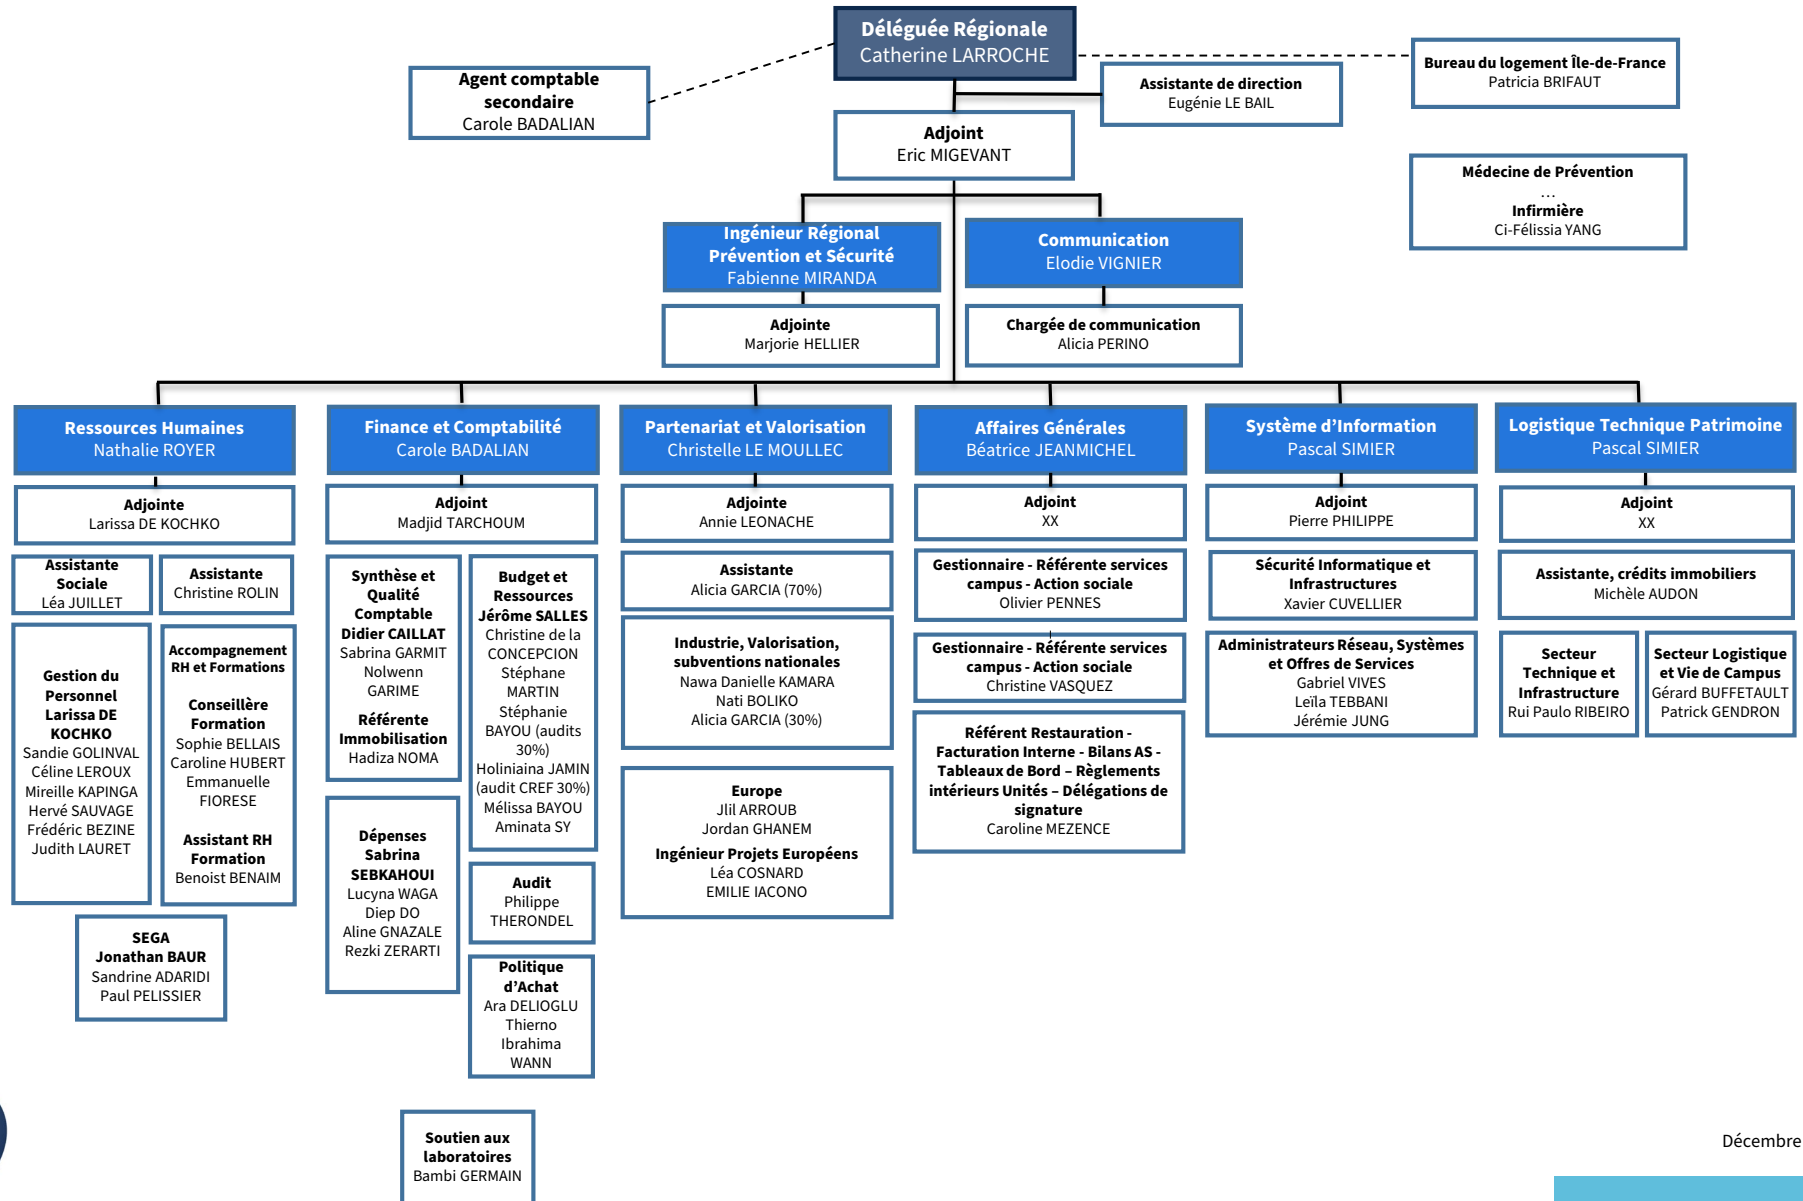 Déléguée Régionale
Catherine LARROCHE
Agent comptable
secondaire
Carole BADALIAN
Assistante de direction
Eugénie LE BAIL
Bureau du logement Île-de-France
Patricia BRIFAUT
Adjoint
Eric MIGEVANT
Médecine de Prévention
...
Infirmière
Ci-Félissia YANG
Ingénieur Régional
Prévention et Sécurité
Fabienne MIRANDA
Communication
Elodie VIGNIER
Adjointe
Marjorie HELLIER
Chargée de communication
Alicia PERINO
Ressources Humaines
Nathalie ROYER
Adjointe
Larissa DE KOCHKO
Assistante
Sociale
Léa JUILLET
Assistante
Christine ROLIN
Gestion du
Personnel
Larissa DE
KOCHKO
Sandie GOLINVAL
Céline LEROUX
Mireille KAPINGA
Hervé SAUVAGE
Frédéric BEZINE
Judith LAURET
Accompagnement
RH et Formations
Conseillère
Formation
Sophie BELLAIS
Caroline HUBERT
Emmanuelle
FIORESE
Assistant RH
Formation
Benoist BENAIM
SEGA
Jonathan BAUR
Sandrine ADARIDI
Paul PELISSIER
Finance et Comptabilité
Carole BADALIAN
Adjoint
Madjid TARCHOUM
Synthèse et
Qualité
Comptable
Didier CAILLAT
Sabrina GARMIT
Nolwenn
GARIME
Référente
Immobilisation
Hadiza NOMA
Budget et
Ressources
Jérôme SALLES
Christine de la
CONCEPCION
Stéphane
MARTIN
Stéphanie
BAYOU (audits
30%)
Holiniaina JAMIN
(audit CREF 30%)
Mélissa BAYOU
Aminata SY
Dépenses
Sabrina
SEBKAHOUI
Lucyna WAGA
Diep DO
Aline GNAZALE
Rezki ZERARTI
Audit
Philippe
THERONDEL
Politique
d’Achat
Ara DELIOGLU
Thierno
Ibrahima
WANN
Soutien aux
laboratoires
Bambi GERMAIN
Partenariat et Valorisation
Christelle LE MOULLEC
Adjointe
Annie LEONACHE
Assistante
Alicia GARCIA (70%)
Industrie, Valorisation,
subventions nationales
Nawa Danielle KAMARA
Nati BOLIKO
Alicia GARCIA (30%)
Europe
Jlil ARROUB
Jordan GHANEM
Ingénieur Projets Européens
Léa COSNARD
EMILIE IACONO
Affaires Générales
Béatrice JEANMICHEL
Adjoint
XX
Gestionnaire - Référente services
campus - Action sociale
Olivier PENNES
Gestionnaire - Référente services
campus - Action sociale
Christine VASQUEZ
Référent Restauration -
Facturation Interne - Bilans AS -
Tableaux de Bord – Règlements
intérieurs Unités – Délégations de
signature
Caroline MEZENCE
Système d’Information
Pascal SIMIER
Adjoint
Pierre PHILIPPE
Sécurité Informatique et
Infrastructures
Xavier CUVELLIER
Administrateurs Réseau, Systèmes
et Offres de Services
Gabriel VIVES
Leïla TEBBANI
Jérémie JUNG
Logistique Technique Patrimoine
Pascal SIMIER
Adjoint
XX
Assistante, crédits immobiliers
Michèle AUDON
Secteur
Technique et
Infrastructure
Rui Paulo RIBEIRO
Secteur Logistique
et Vie de Campus
Gérard BUFFETAULT
Patrick GENDRON
Décembre